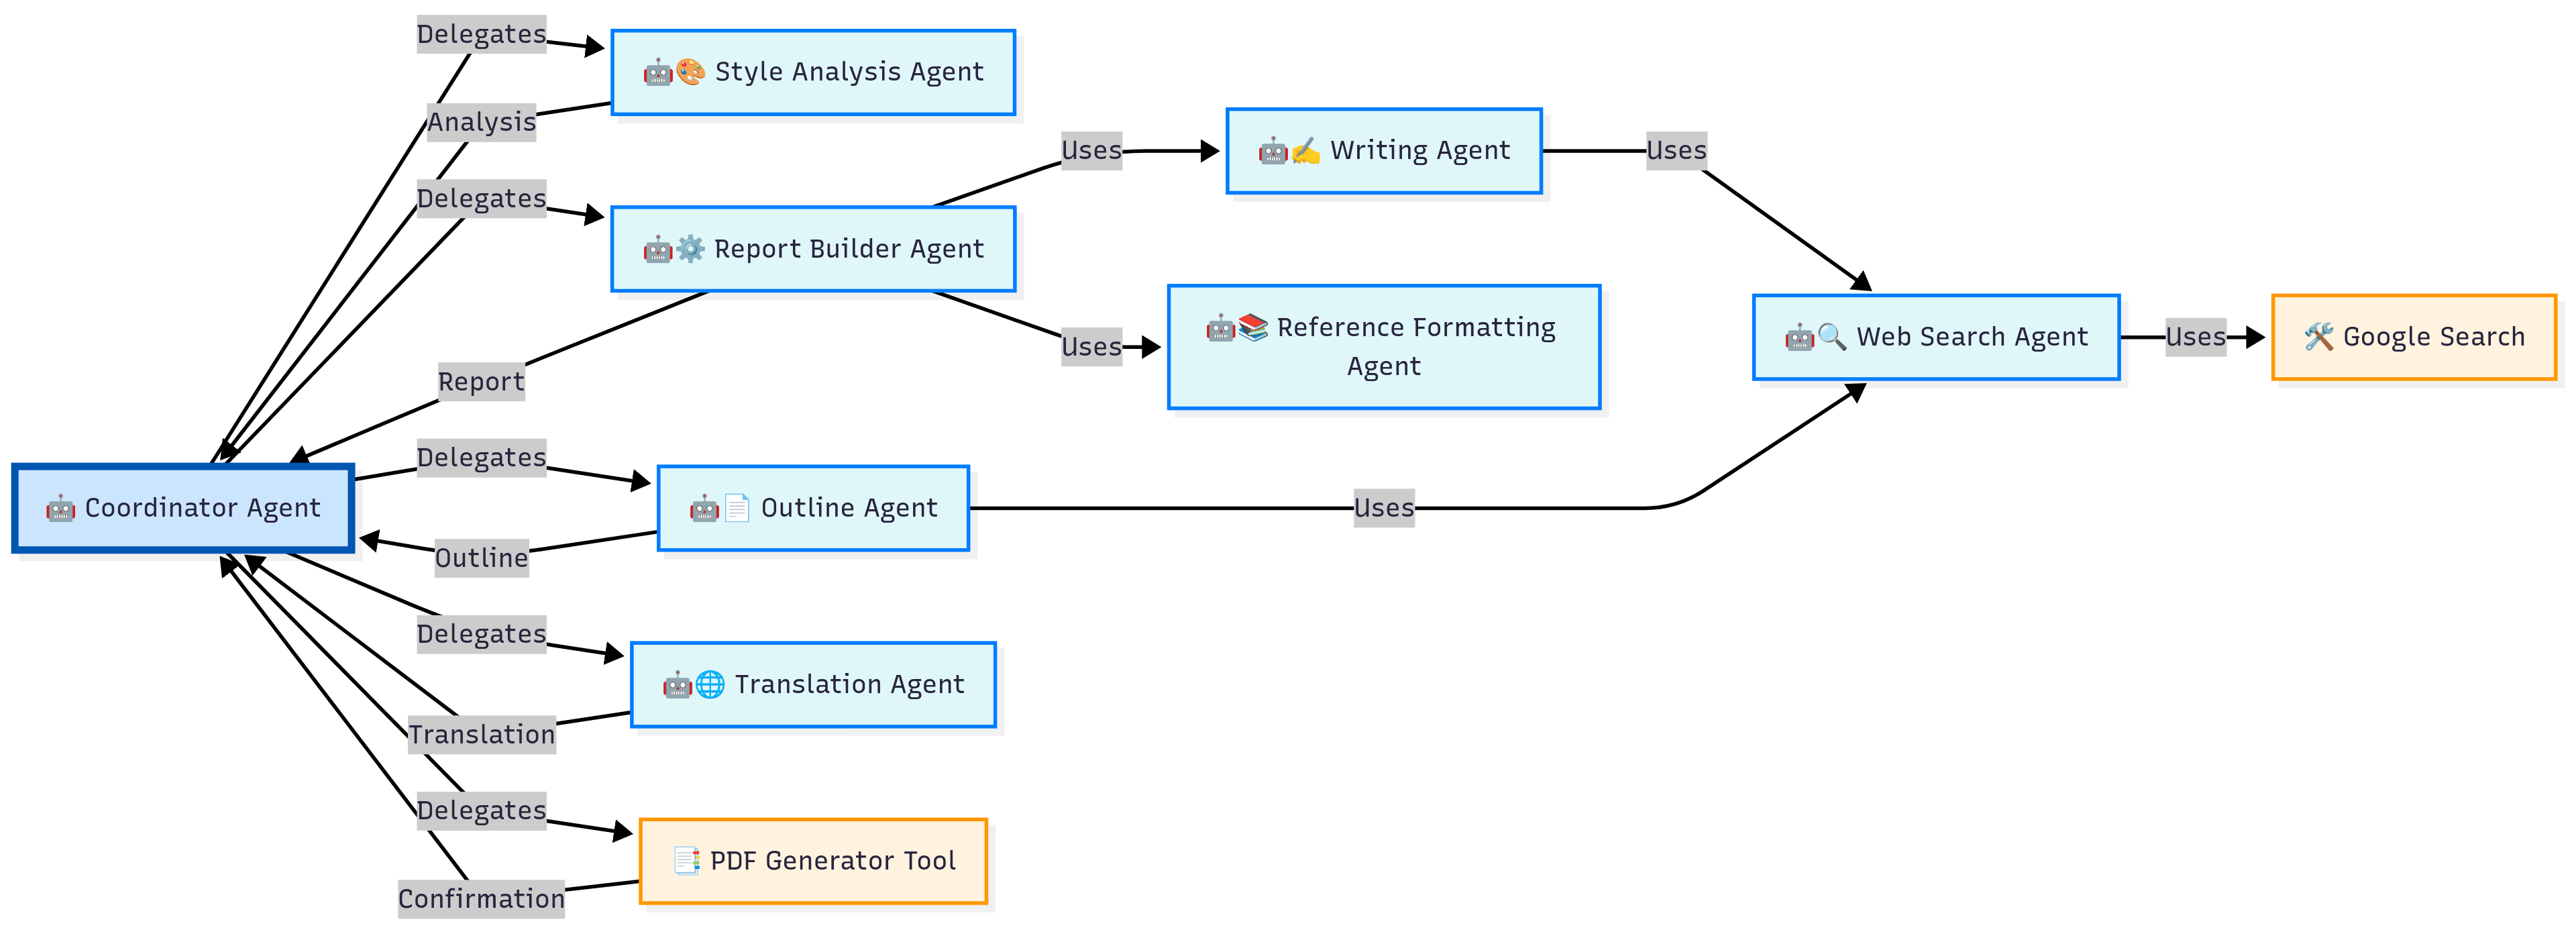 Delegates
Style Analysis Agent
Analysis
Delegates
Report Builder Agent
Report
Uses
Writing Agent
Uses
Uses
Reference Formatting
Agent
Web Search Agent
Uses
Google Search
Coordinator Agent
Delegates
Outline Agent
Outline
Uses
Delegates
Translation Agent
Translation
Delegates
PDF Generator Tool
Confirmation